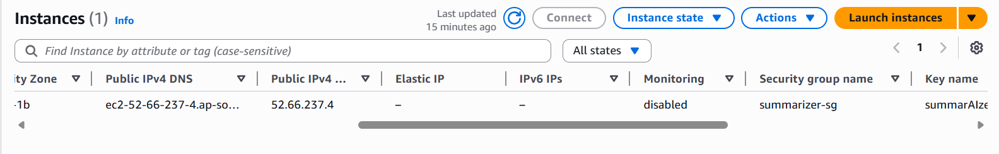 Instances (1) Info
Last updated
15 minutes ago
Connect
Instance state
Actions
Launch instances
Find Instance by attribute or tag (case-sensitive)
All states
1
ity Zone Public IPv4 DNS Public IPv4 ... Elastic IP IPv6 IPs Monitoring Security group name Key name
-1b ec2-52-66-237-4.ap-so... 52.66.237.4 – – disabled summarizer-sg summarAIze